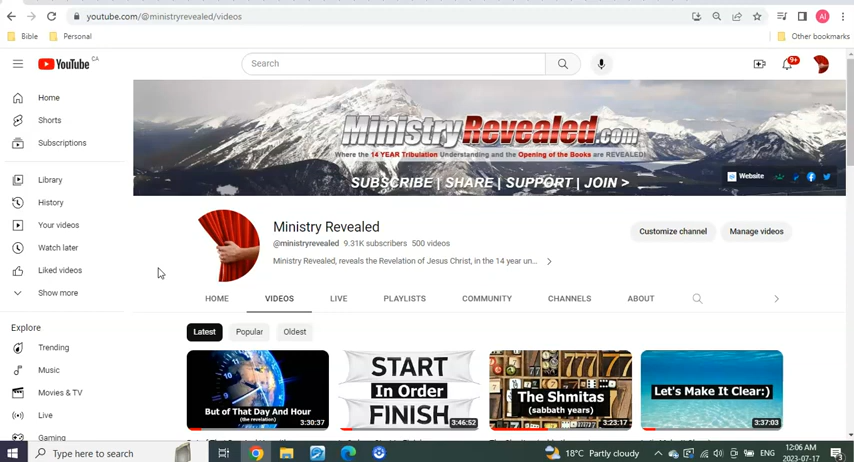 youtube.com/@ministryrevealed/videos
AI
Bible
Personal
Other bookmarks
YouTube CA
Search
9+
Home
Shorts
Subscriptions
Library
History
Your videos
Watch later
Liked videos
Show more
Explore
Trending
Music
Movies & TV
Live
Gaming
MinistryRevealed.com
Where the 14 YEAR Tribulation Understanding and the Opening of the Books are REVEALED!
SUBSCRIBE | SHARE | SUPPORT | JOIN >
Website
Ministry Revealed
@ministryrevealed 9.31K subscribers 500 videos
Ministry Revealed, reveals the Revelation of Jesus Christ, in the 14 year un...
Customize channel
Manage videos
HOME
VIDEOS
LIVE
PLAYLISTS
COMMUNITY
CHANNELS
ABOUT
Latest
Popular
Oldest
But of That Day And Hour
(the revelation)
3:30:37
START
In Order
FINISH
3:46:52
The Shmitas
(sabbath years)
3:23:17
Let's Make It Clear:)
3:37:03
Type here to search
18°C Partly cloudy
ENG
12:06 AM
2023-07-17
3